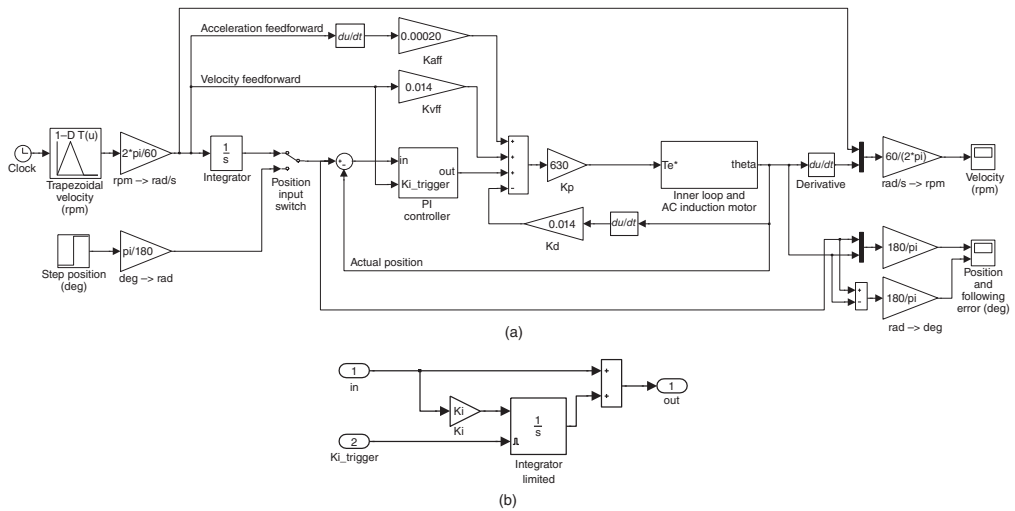 Acceleration feedforward
du/dt
0.00020
Kaff
Velocity feedforward
0.014
Kvff
1–D T(u)
Clock
Trapezoidal
velocity
(rpm)
2*pi/60
rpm –> rad/s
1
s
Integrator
Position
input
switch
+
–
in
out
Ki_trigger
PI
controller
+
+
+
–
630
Kp
Te*
theta
Inner loop and
AC induction motor
du/dt
Derivative
60/(2*pi)
rad/s –> rpm
Velocity
(rpm)
0.014
Kd
du/dt
Step position
(deg)
pi/180
deg –> rad
Actual position
180/pi
+
–
180/pi
rad –> deg
Position
and
following
error (deg)
(a)
1
in
Ki
Ki
1
s
Integrator
limited
2
Ki_trigger
+
+
1
out
(b)